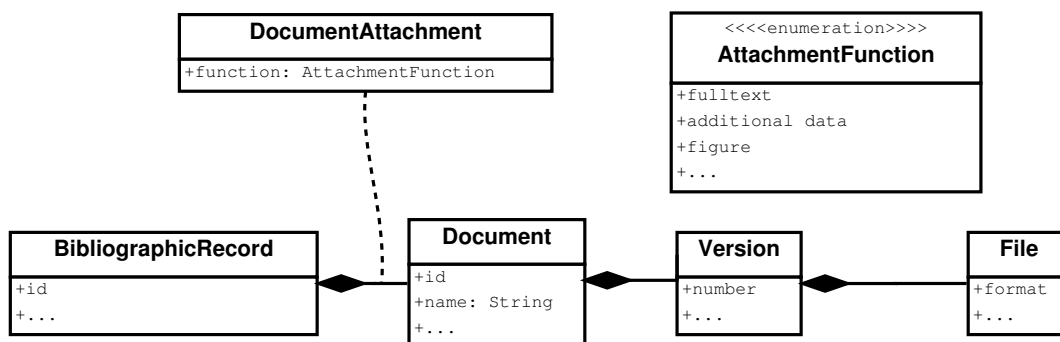 DocumentAttachment
+function: AttachmentFunction
<<<<enumeration>>>>
AttachmentFunction
+fulltext
+additional data
+figure
+...
BibliographicRecord
+id
+...
Document
+id
+name: String
+...
Version
+number
+...
File
+format
+...